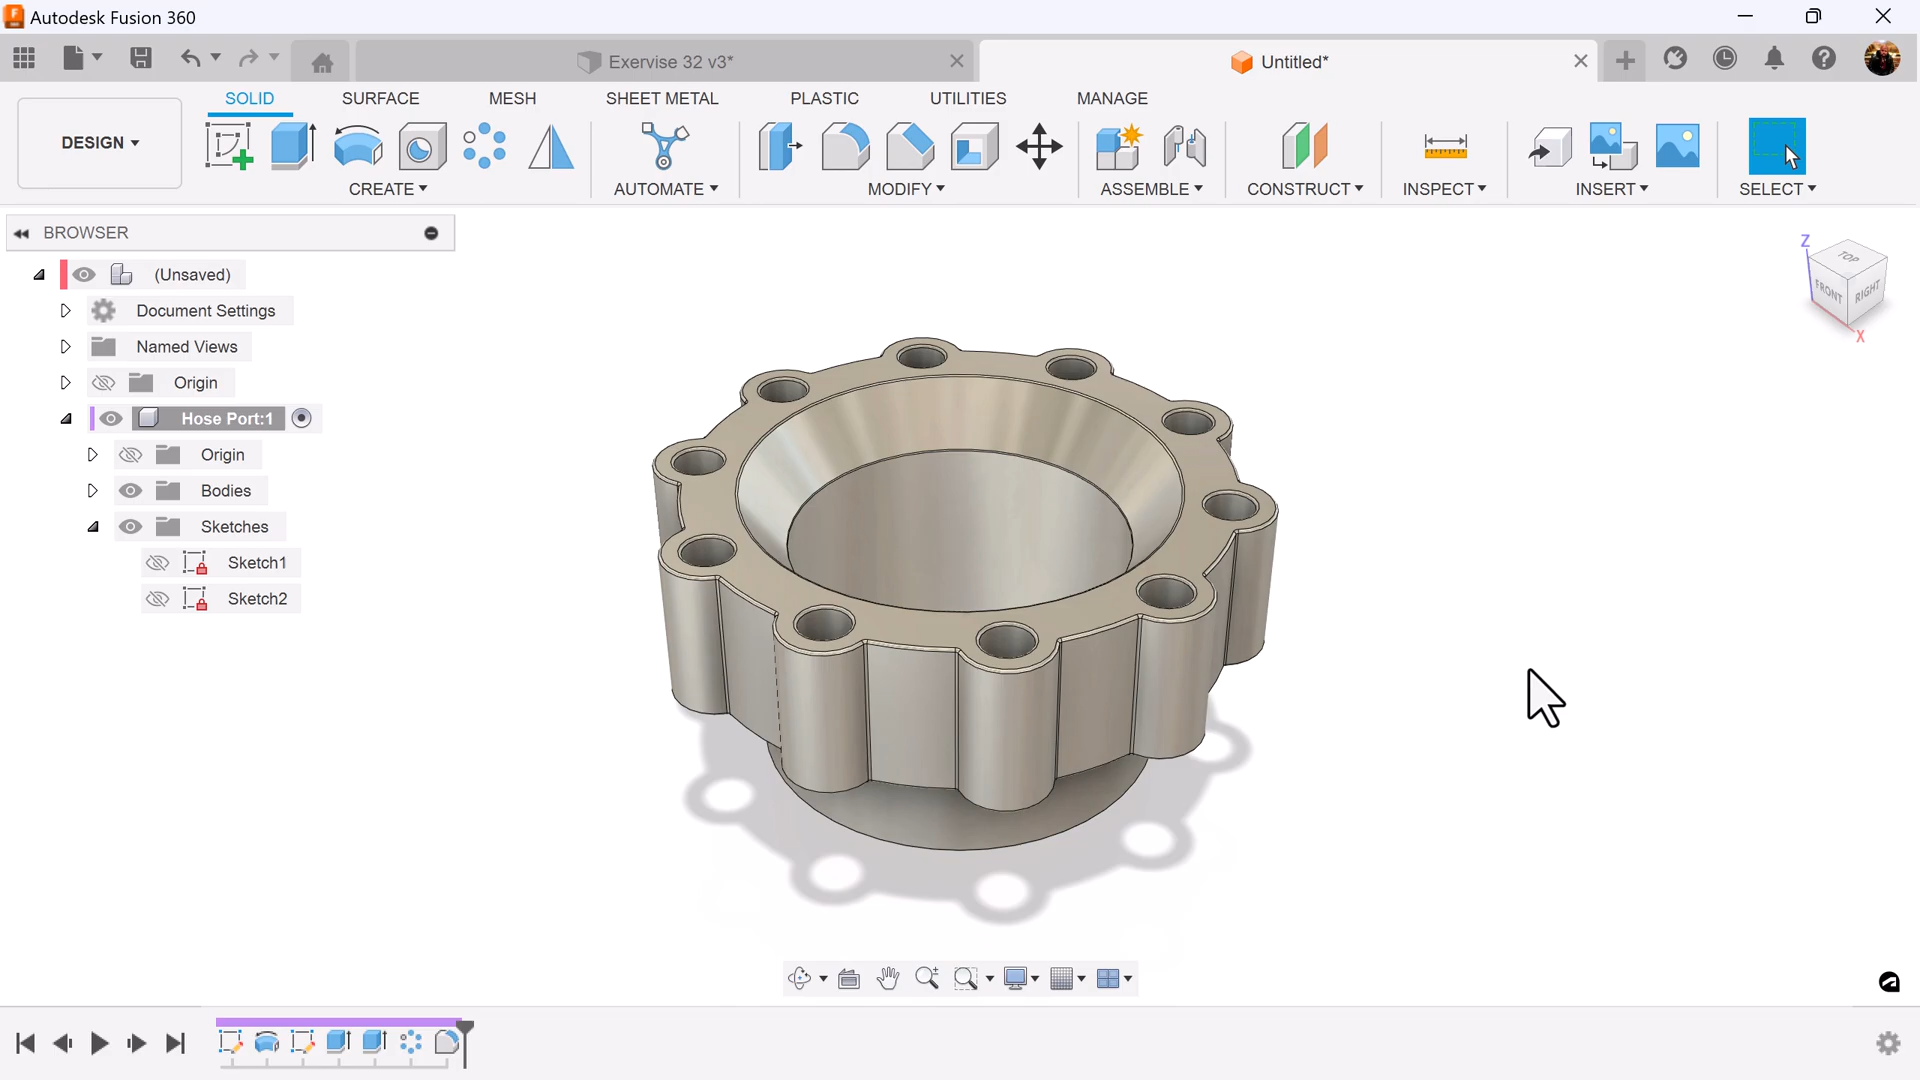 Autodesk Fusion 360
Exervise 32 v3*
Untitled*
SOLID SURFACE MESH SHEET METAL PLASTIC UTILITIES MANAGE
DESIGN
CREATE AUTOMATE MODIFY ASSEMBLE CONSTRUCT INSPECT INSERT SELECT
BROWSER
(Unsaved)
Document Settings
Named Views
Origin
Hose Port:1
Origin
Bodies
Sketches
Sketch1
Sketch2
Z
TOP
FRONT
RIGHT
X